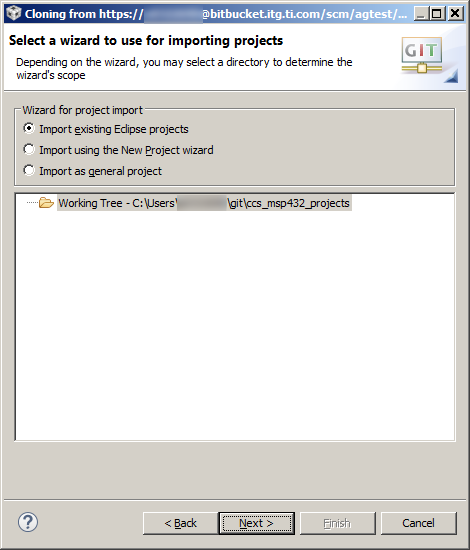 Cloning from https:// @bitbucket.itg.ti.com/scm/agtest/...
Select a wizard to use for importing projects
Depending on the wizard, you may select a directory to determine the
wizard's scope
GIT
Wizard for project import
Import existing Eclipse projects
Import using the New Project wizard
Import as general project
Working Tree - C:\Users\ \git\ccs_msp432_projects
? < Back Next > Finish Cancel